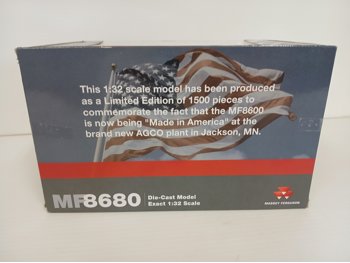 This 1:32 scale model has been produced
as a Limited Edition of 1500 pieces to
commemorate the fact that the MF8600
is now being "Made in America" at the
brand new AGCO plant in Jackson, MN.
MF8680
Die-Cast Model
Exact 1:32 Scale
MASSEY FERGUSON